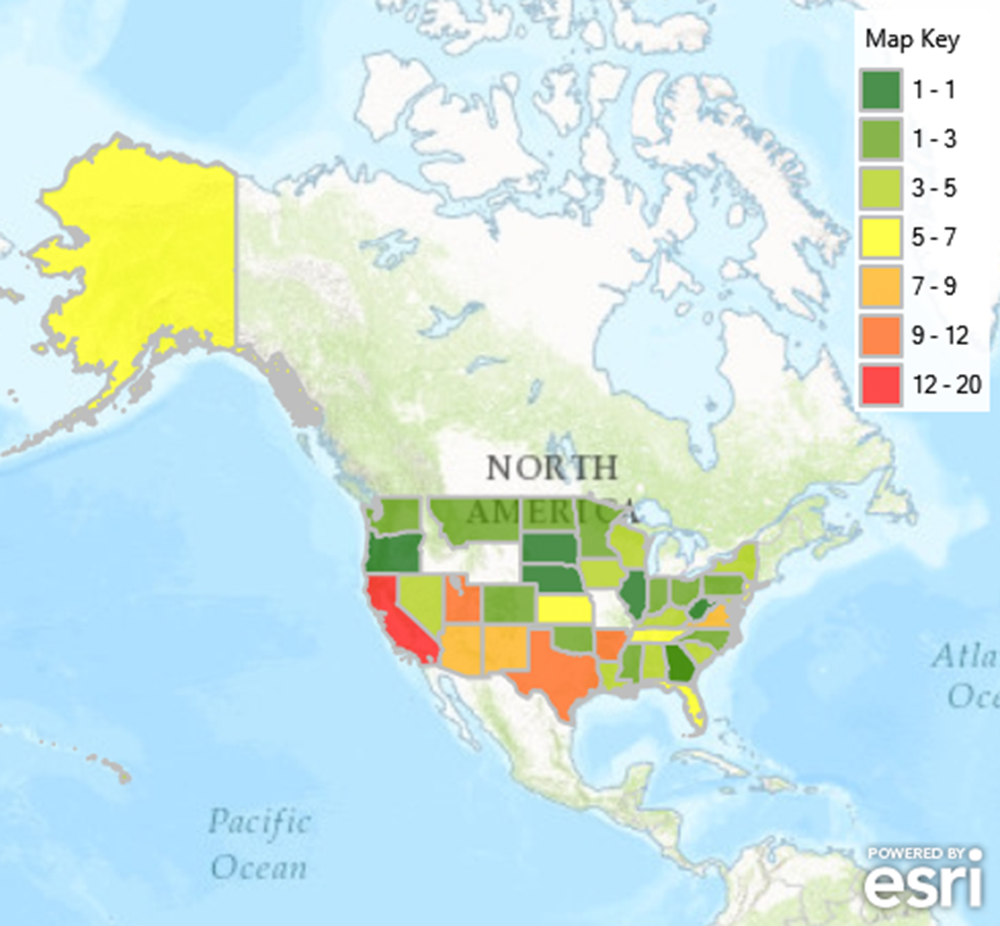 Map Key
1 - 1
1 - 3
3 - 5
5 - 7
7 - 9
9 - 12
12 - 20
NORTH
AMERICA
Atla
Oce
Pacific
Ocean
POWERED BY
esri